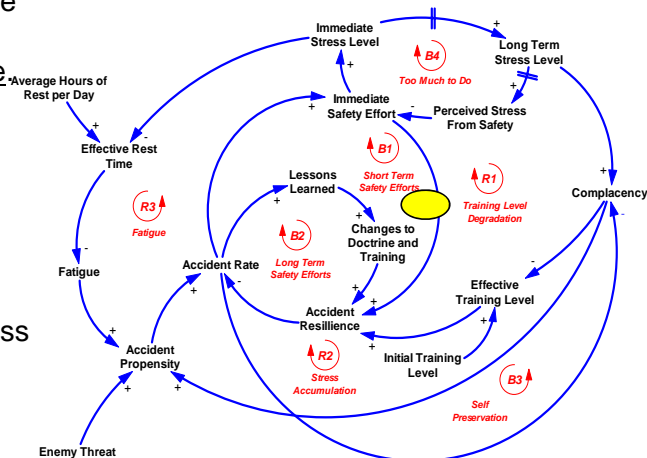 e
Immediate
Stress Level
B4
Too Much to Do
Long Term
Stress Level
e.
Average Hours of
Rest per Day
Immediate
Safety Effort
Perceived Stress
From Safety
Effective Rest
Time
B1
Short Term
Safety Efforts
R1
Training Level
Degradation
Complacency
Lessons
Learned
R3
Fatigue
B2
Long Term
Safety Efforts
Changes to
Doctrine and
Training
Fatigue
Accident Rate
Effective
Training Level
Accident
Resillience
ss
Accident
Propensity
R2
Stress
Accumulation
Initial Training
Level
B3
Self
Preservation
Enemy Threat